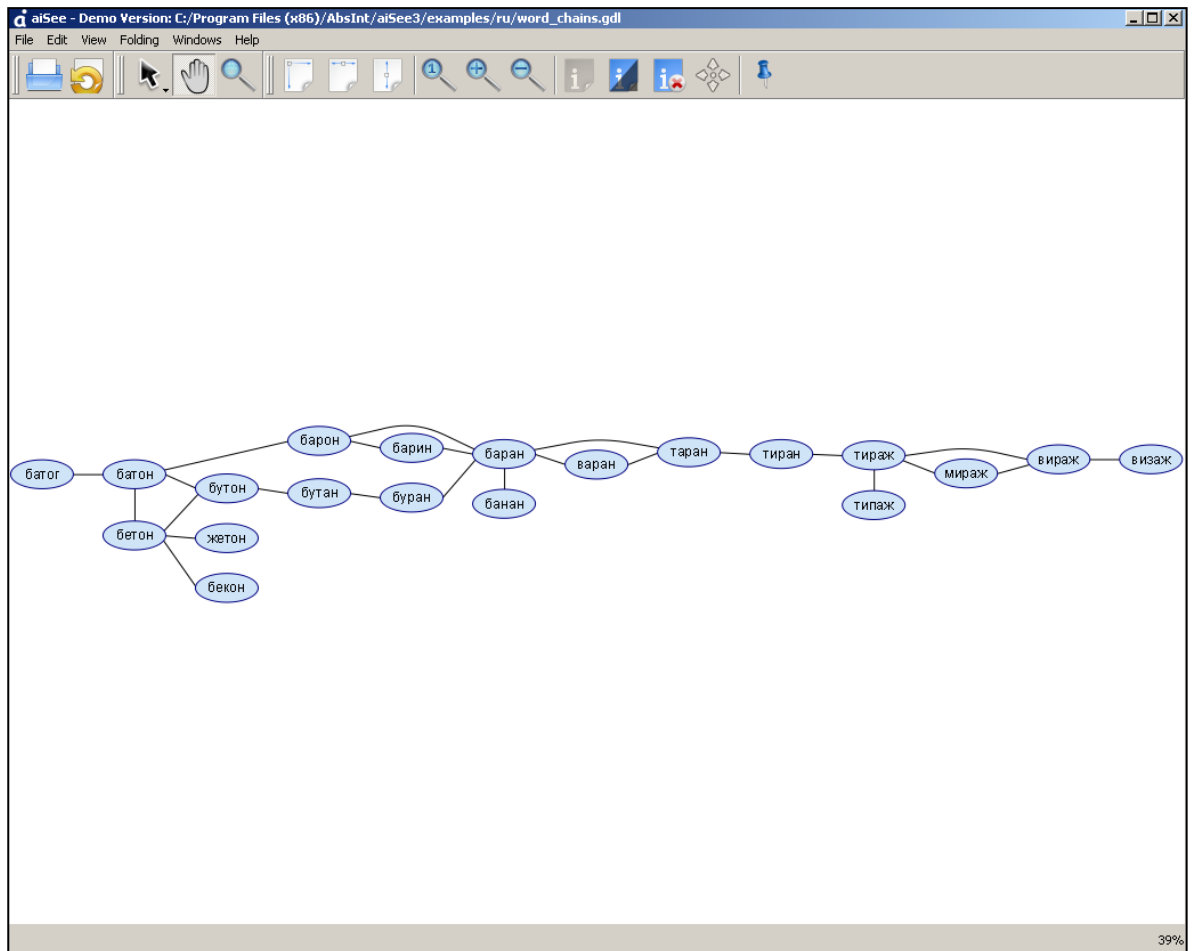 aiSee - Demo Version: C:/Program Files (x86)/AbsInt/aiSee3/examples/ru/word_chains.gdl
File Edit View Folding Windows Help
батог
батон
бетон
бутон
жетон
бекон
барон
бутан
барин
буран
баран
банан
варан
таран
тиран
тираж
типаж
мираж
вираж
визаж
39%